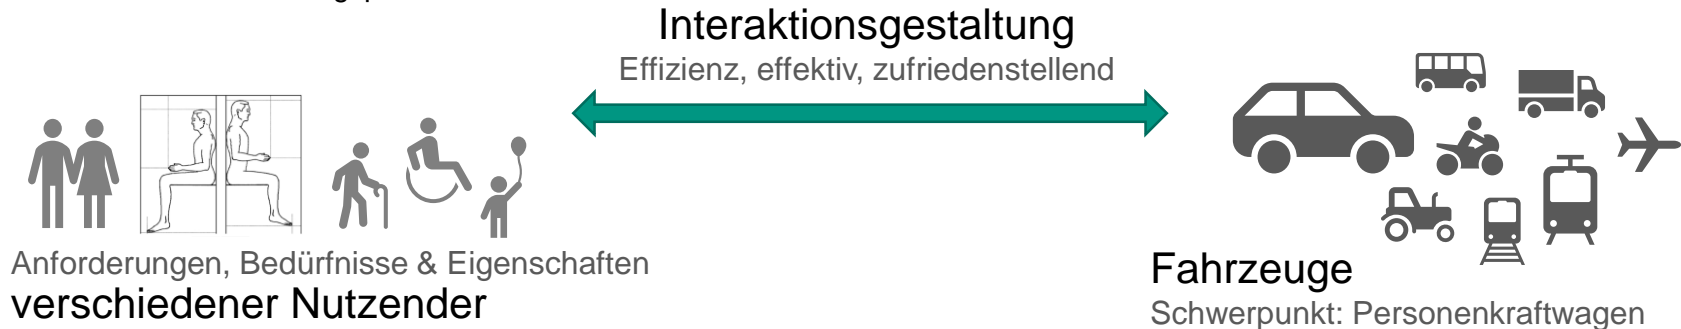 Interaktionsgestaltung
Effizienz, effektiv, zufriedenstellend
Anforderungen, Bedürfnisse & Eigenschaften
verschiedener Nutzender
Fahrzeuge
Schwerpunkt: Personenkraftwagen